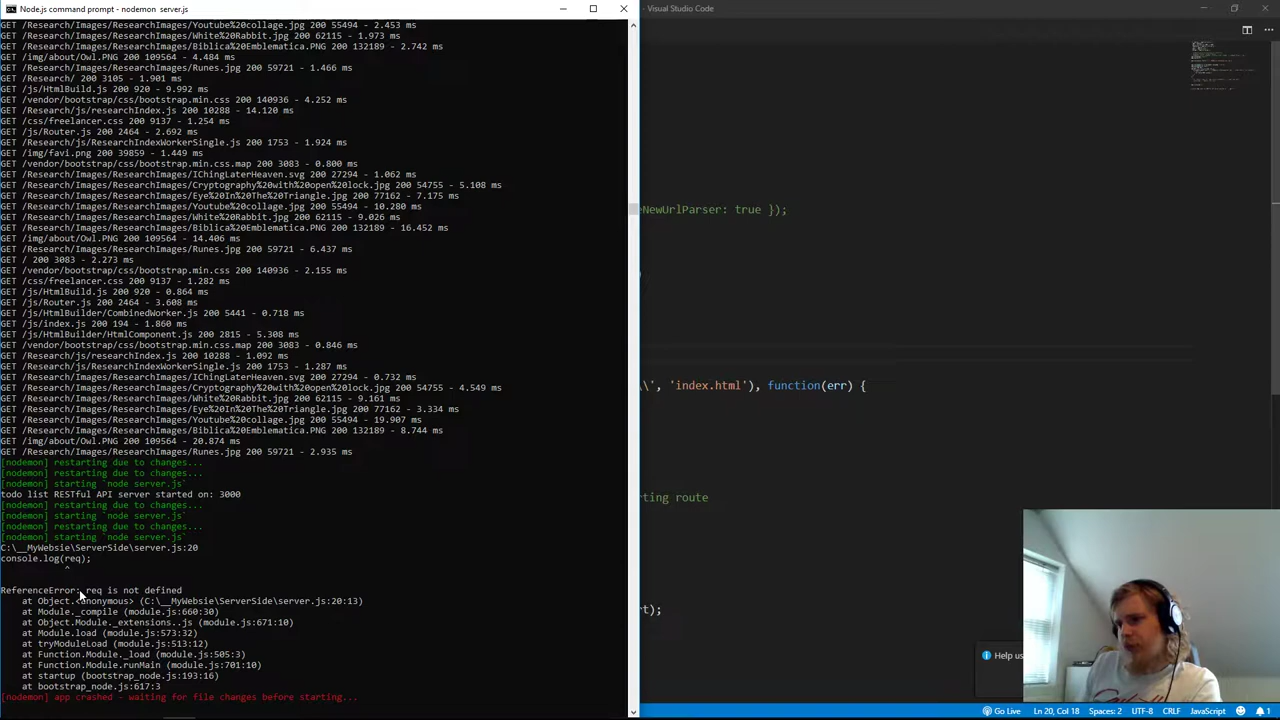 Node.js command prompt - nodemon server.js
- Visual Studio Code
GET /Research/Images/ResearchImages/Youtube%20collage.jpg 200 55494 - 2.453 ms
GET /Research/Images/ResearchImages/White%20Rabbit.jpg 200 62115 - 1.973 ms
GET /Research/Images/ResearchImages/Biblica%20Emblematica.PNG 200 132189 - 2.742 ms
GET /img/about/Owl.PNG 200 109564 - 4.484 ms
GET /Research/Images/ResearchImages/Runes.jpg 200 59721 - 1.466 ms
GET /Research/ 200 3105 - 1.901 ms
GET /js/HtmlBuild.js 200 920 - 9.992 ms
GET /vendor/bootstrap/css/bootstrap.min.css 200 140936 - 4.252 ms
GET /Research/js/researchIndex.js 200 10288 - 14.120 ms
GET /css/freelancer.css 200 9137 - 1.254 ms
GET /js/Router.js 200 2464 - 2.692 ms
GET /Research/js/ResearchIndexWorkerSingle.js 200 1753 - 1.924 ms
GET /img/favi.png 200 39859 - 1.449 ms
GET /vendor/bootstrap/css/bootstrap.min.css.map 200 3083 - 0.800 ms
GET /Research/Images/ResearchImages/IChingLaterHeaven.svg 200 27294 - 1.062 ms
GET /Research/Images/ResearchImages/Cryptography%20with%20open%20lock.jpg 200 54755 - 5.108 ms
GET /Research/Images/ResearchImages/Eye%20In%20The%20Triangle.jpg 200 77162 - 7.175 ms
GET /Research/Images/ResearchImages/Youtube%20collage.jpg 200 55494 - 10.280 ms
GET /Research/Images/ResearchImages/White%20Rabbit.jpg 200 62115 - 9.026 ms
GET /Research/Images/ResearchImages/Biblica%20Emblematica.PNG 200 132189 - 16.452 ms
GET /img/about/Owl.PNG 200 109564 - 14.406 ms
GET /Research/Images/ResearchImages/Runes.jpg 200 59721 - 6.437 ms
GET / 200 3083 - 2.273 ms
GET /vendor/bootstrap/css/bootstrap.min.css 200 140936 - 2.155 ms
GET /css/freelancer.css 200 9137 - 1.282 ms
GET /js/HtmlBuild.js 200 920 - 0.864 ms
GET /js/Router.js 200 2464 - 3.608 ms
GET /js/HtmlBuilder/CombinedWorker.js 200 5441 - 0.718 ms
GET /js/index.js 200 194 - 1.860 ms
GET /js/HtmlBuilder/HtmlComponent.js 200 2815 - 5.308 ms
GET /vendor/bootstrap/css/bootstrap.min.css.map 200 3083 - 0.846 ms
GET /Research/js/researchIndex.js 200 10288 - 1.092 ms
GET /Research/js/ResearchIndexWorkerSingle.js 200 1753 - 1.287 ms
GET /Research/Images/ResearchImages/IChingLaterHeaven.svg 200 27294 - 0.732 ms
GET /Research/Images/ResearchImages/Cryptography%20with%20open%20lock.jpg 200 54755 - 4.549 ms
GET /Research/Images/ResearchImages/White%20Rabbit.jpg 200 62115 - 9.161 ms
GET /Research/Images/ResearchImages/Eye%20In%20The%20Triangle.jpg 200 77162 - 3.334 ms
GET /Research/Images/ResearchImages/Youtube%20collage.jpg 200 55494 - 19.907 ms
GET /Research/Images/ResearchImages/Biblica%20Emblematica.PNG 200 132189 - 8.744 ms
GET /img/about/Owl.PNG 200 109564 - 20.874 ms
GET /Research/Images/ResearchImages/Runes.jpg 200 59721 - 2.935 ms
[nodemon] restarting due to changes...
[nodemon] restarting due to changes...
[nodemon] starting `node server.js`
todo list RESTful API server started on: 3000
[nodemon] restarting due to changes...
[nodemon] starting `node server.js`
[nodemon] restarting due to changes...
[nodemon] starting `node server.js`
C:\__MyWebsie\ServerSide\server.js:20
console.log(req);
^
ReferenceError: req is not defined
at Object.<anonymous> (C:\__MyWebsie\ServerSide\server.js:20:13)
at Module._compile (module.js:660:30)
at Object.Module._extensions..js (module.js:671:10)
at Module.load (module.js:573:32)
at tryModuleLoad (module.js:513:12)
at Function.Module._load (module.js:505:3)
at Function.Module.runMain (module.js:701:10)
at startup (bootstrap_node.js:193:16)
at bootstrap_node.js:617:3
[nodemon] app crashed - waiting for file changes before starting...
eNewUrlParser: true });
\\', 'index.html'), function(err) {
rting route
t);
Help us
Go Live
Ln 20, Col 18
Spaces: 2
UTF-8
CRLF
JavaScript
1